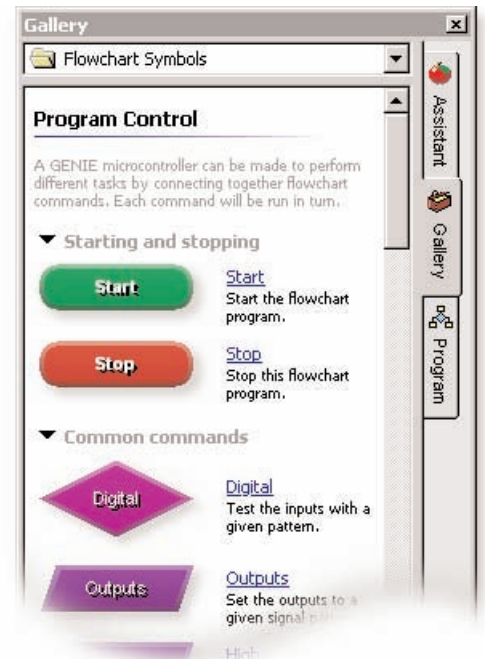 Gallery
Flowchart Symbols
Program Control
A GENIE microcontroller can be made to perform
different tasks by connecting together flowchart
commands. Each command will be run in turn.
Starting and stopping
Start
Start
Start the flowchart
program.
Stop
Stop
Stop this flowchart
program.
Common commands
Digital
Digital
Test the inputs with a
given pattern.
Outputs
Outputs
Set the outputs to a
given signal
High
Assistant
Gallery
Program